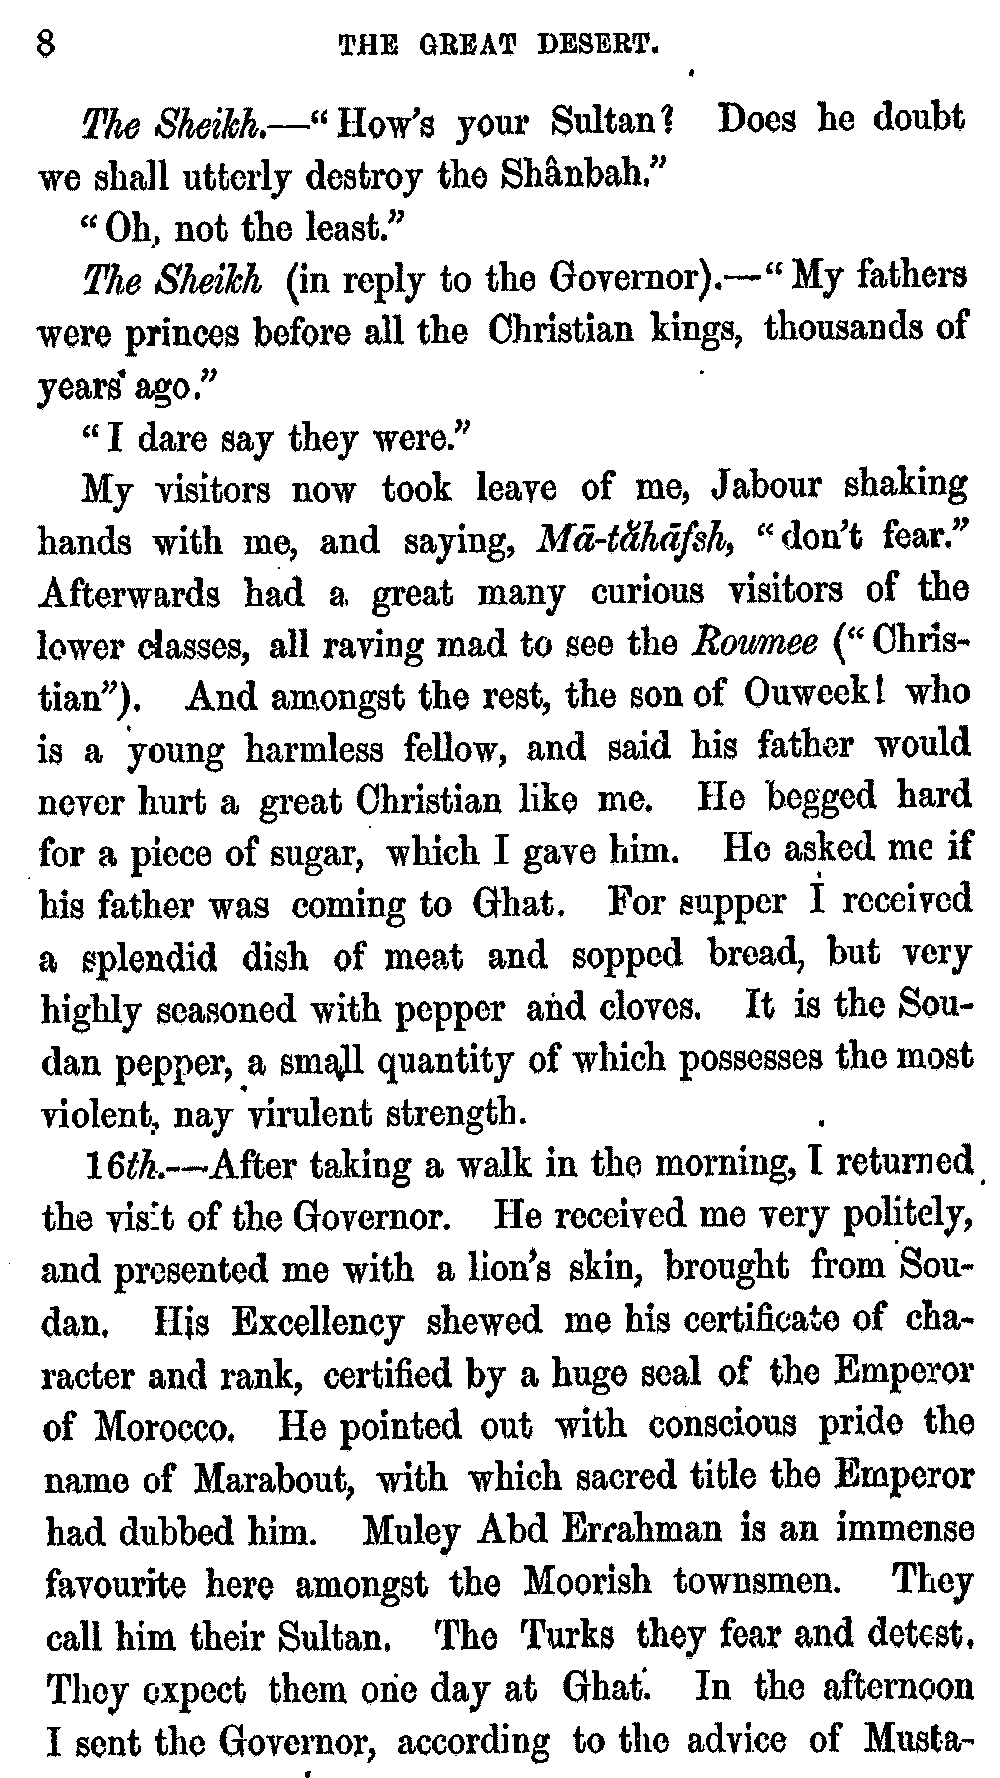 8 THE GREAT DESERT.
The Sheikh.—“How's your Sultan? Does he doubt
we shall utterly destroy the Shânbah.”
“Oh, not the least.”
The Sheikh (in reply to the Governor).—“My fathers
were princes before all the Christian kings, thousands of
years ago.”
“I dare say they were.”
My visitors now took leave of me, Jabour shaking
hands with me, and saying, Mā-tăhāfsh, “don't fear.”
Afterwards had a great many curious visitors of the
lower classes, all raving mad to see the Roumee (“Chris-
tian”). And amongst the rest, the son of Ouweek! who
is a young harmless fellow, and said his father would
never hurt a great Christian like me. He begged hard
for a piece of sugar, which I gave him. He asked me if
his father was coming to Ghat. For supper I received
a splendid dish of meat and sopped bread, but very
highly seasoned with pepper and cloves. It is the Sou-
dan pepper, a small quantity of which possesses the most
violent, nay virulent strength.
16th.—After taking a walk in the morning, I returned
the visit of the Governor. He received me very politely,
and presented me with a lion's skin, brought from Sou-
dan. His Excellency shewed me his certificate of cha-
racter and rank, certified by a huge seal of the Emperor
of Morocco. He pointed out with conscious pride the
name of Marabout, with which sacred title the Emperor
had dubbed him. Muley Abd Errahman is an immense
favourite here amongst the Moorish townsmen. They
call him their Sultan. The Turks they fear and detest.
They expect them one day at Ghat. In the afternoon
I sent the Governor, according to the advice of Musta-